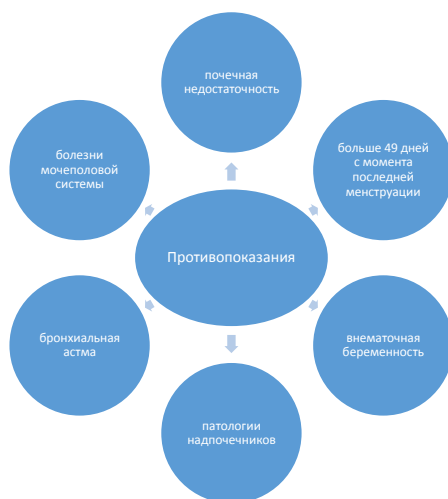 почечная
недостаточность
больше 49 дней
с момента
последней
менструации
болезни
мочеполовой
системы
Противопоказания
бронхиальная
астма
внематочная
беременность
патологии
надпочечников